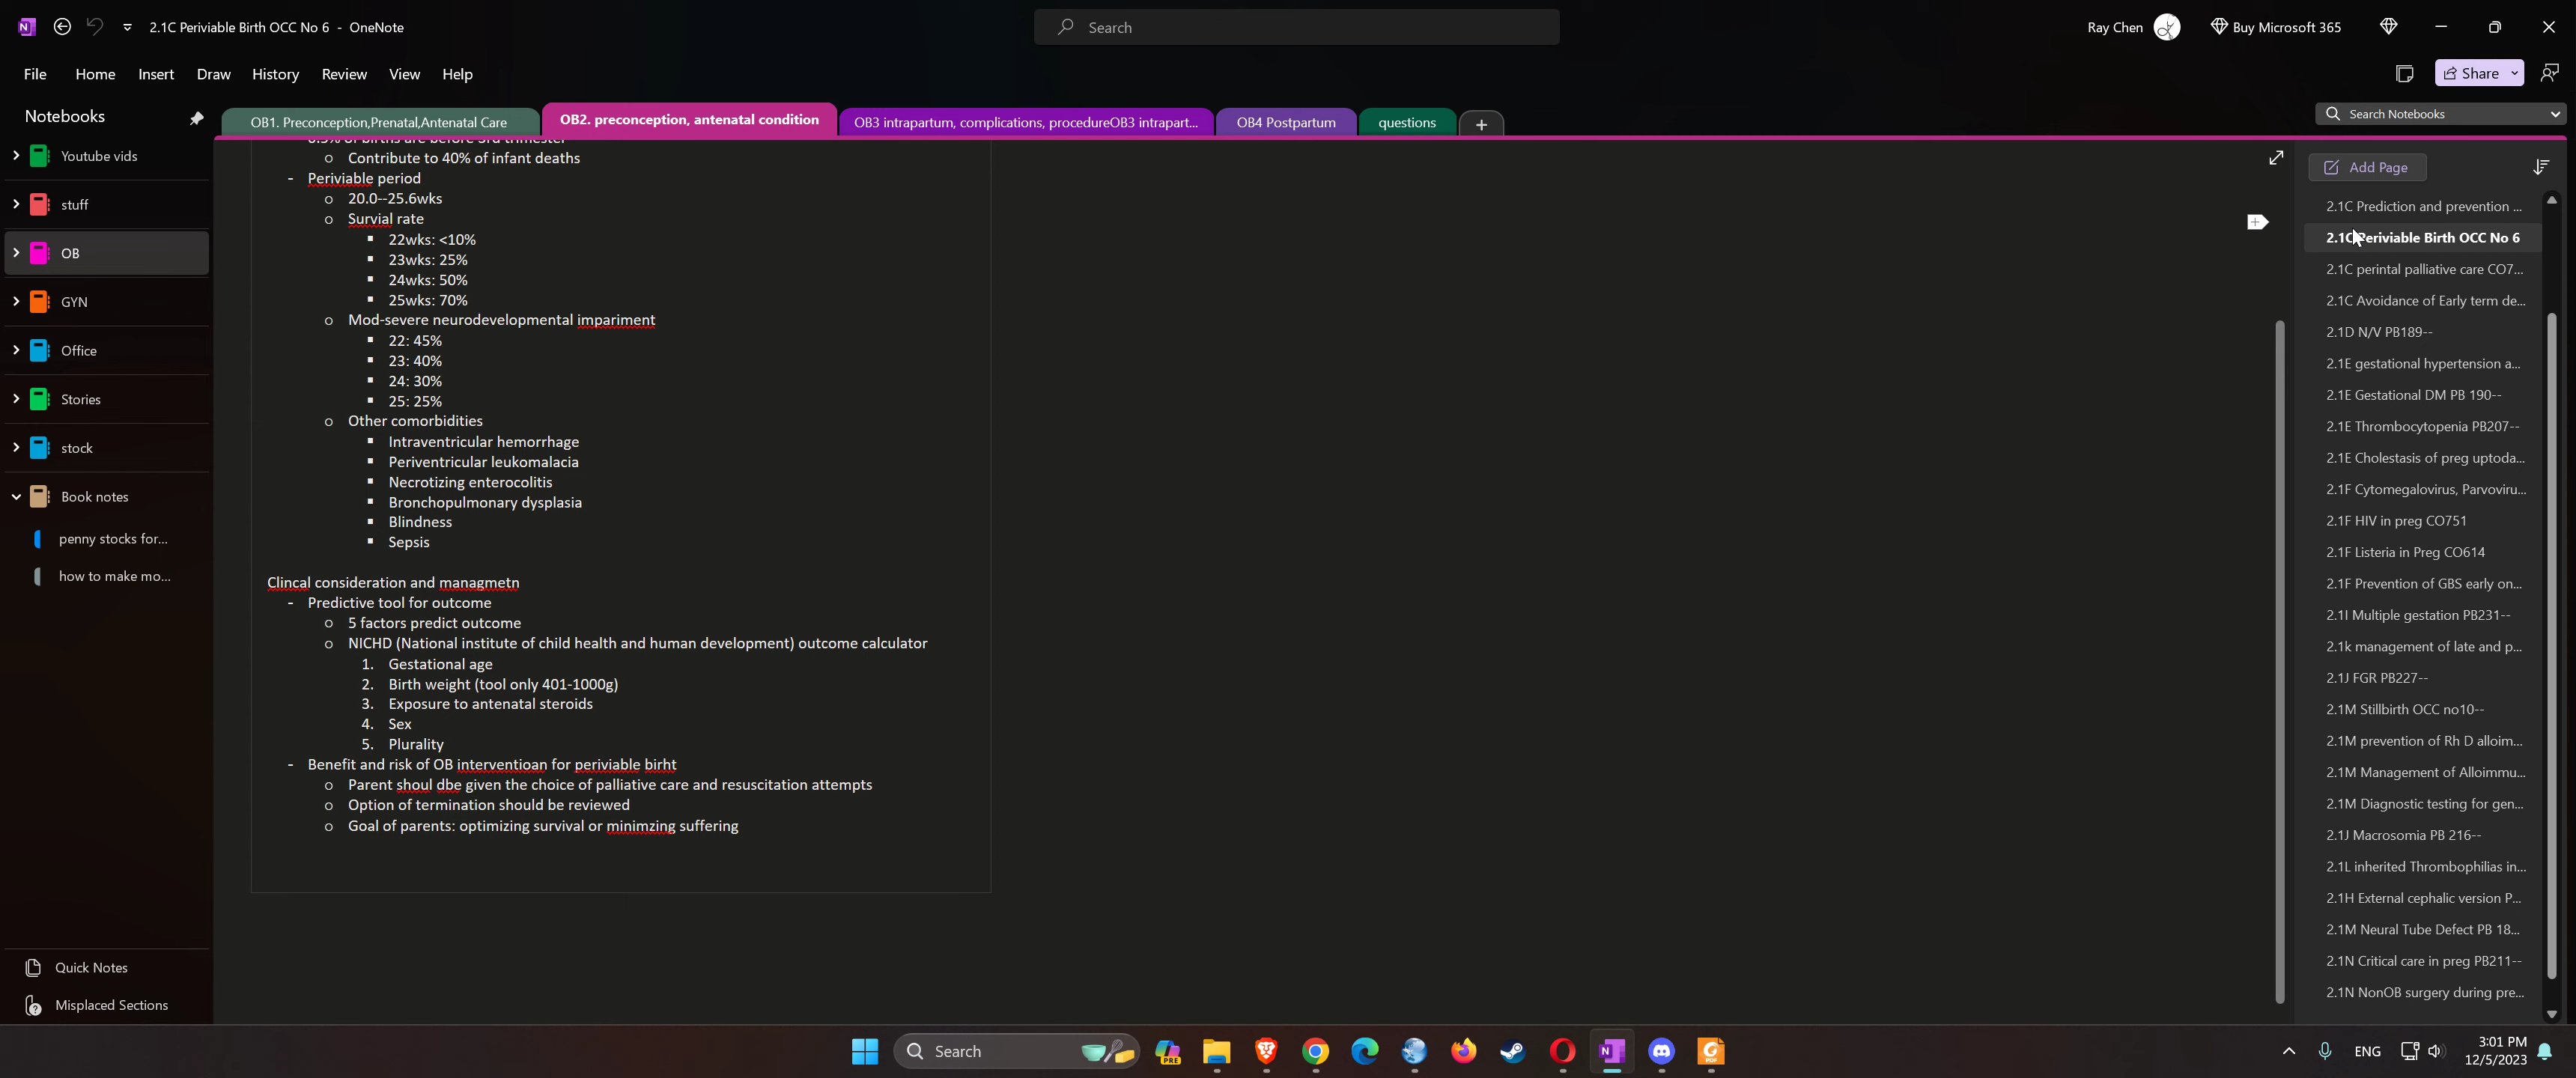 2.1C Periviable Birth OCC No 6 - OneNote
Search
Ray Chen
Buy Microsoft 365
File Home Insert Draw History Review View Help
Share
Notebooks
OB1. Preconception,Prenatal,Antenatal Care
OB2. preconception, antenatal condition
OB3 intrapartum, complications, procedureOB3 intrapart...
OB4 Postpartum
questions
+
Search Notebooks
Youtube vids
stuff
OB
GYN
Office
Stories
stock
Book notes
penny stocks for...
how to make mo...
Quick Notes
Misplaced Sections
o Contribute to 40% of infant deaths
- Periviable period
o 20.0--25.6wks
o Survial rate
▪ 22wks: <10%
▪ 23wks: 25%
▪ 24wks: 50%
▪ 25wks: 70%
o Mod-severe neurodevelopmental impariment
▪ 22: 45%
▪ 23: 40%
▪ 24: 30%
▪ 25: 25%
o Other comorbidities
▪ Intraventricular hemorrhage
▪ Periventricular leukomalacia
▪ Necrotizing enterocolitis
▪ Bronchopulmonary dysplasia
▪ Blindness
▪ Sepsis
Clincal consideration and managmetn
- Predictive tool for outcome
o 5 factors predict outcome
o NICHD (National institute of child health and human development) outcome calculator
1. Gestational age
2. Birth weight (tool only 401-1000g)
3. Exposure to antenatal steroids
4. Sex
5. Plurality
- Benefit and risk of OB interventioan for periviable birht
o Parent shoul dbe given the choice of palliative care and resuscitation attempts
o Option of termination should be reviewed
o Goal of parents: optimizing survival or minimzing suffering
Add Page
2.1C Prediction and prevention ...
2.1C Periviable Birth OCC No 6
2.1C perintal palliative care CO7...
2.1C Avoidance of Early term de...
2.1D N/V PB189--
2.1E gestational hypertension a...
2.1E Gestational DM PB 190--
2.1E Thrombocytopenia PB207--
2.1E Cholestasis of preg uptoda...
2.1F Cytomegalovirus, Parvoviru...
2.1F HIV in preg CO751
2.1F Listeria in Preg CO614
2.1F Prevention of GBS early on...
2.1I Multiple gestation PB231--
2.1k management of late and p...
2.1J FGR PB227--
2.1M Stillbirth OCC no10--
2.1M prevention of Rh D alloim...
2.1M Management of Alloimmu...
2.1M Diagnostic testing for gen...
2.1J Macrosomia PB 216--
2.1L inherited Thrombophilias in...
2.1H External cephalic version P...
2.1M Neural Tube Defect PB 18...
2.1N Critical care in preg PB211--
2.1N NonOB surgery during pre...
Search
PRE
PDF
ENG
3:01 PM
12/5/2023